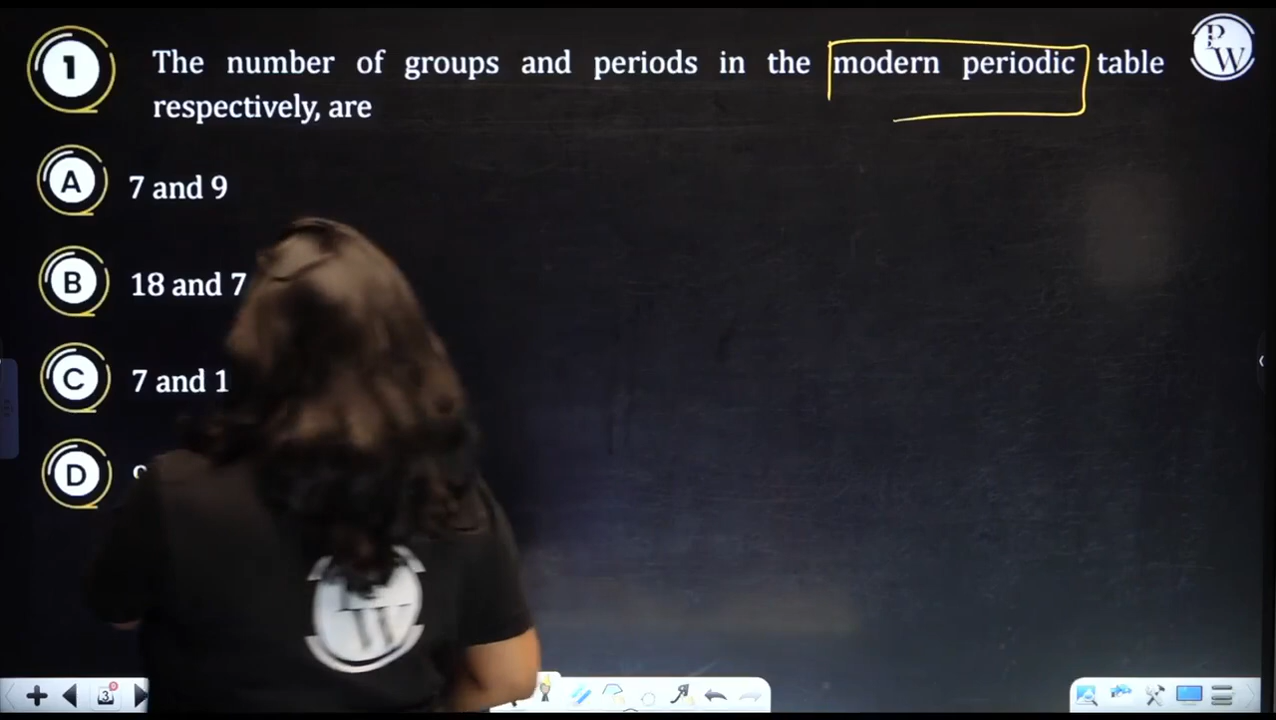 1 The number of groups and periods in the modern periodic table
respectively, are
A 7 and 9
B 18 and 7
C 7 and 1
D
PW
3